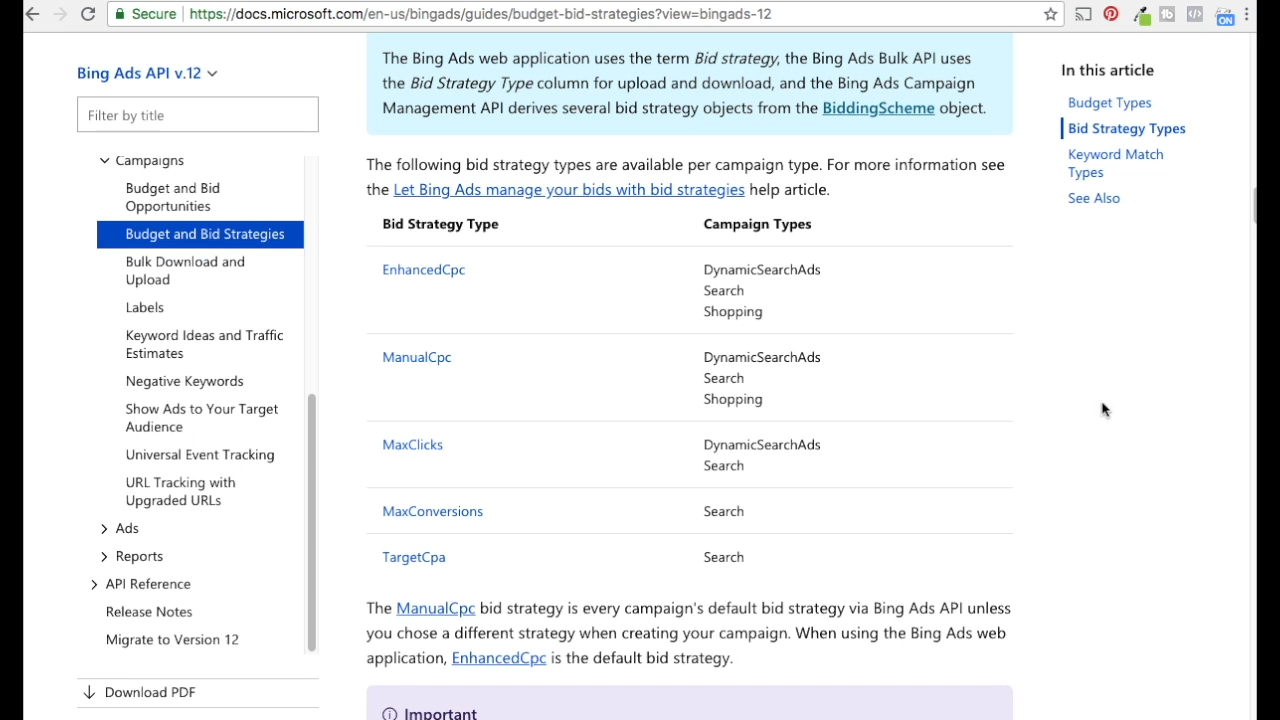 Secure
https://docs.microsoft.com/en-us/bingads/guides/budget-bid-strategies?view=bingads-12
ON
Bing Ads API v.12
Filter by title
Campaigns
Budget and Bid
Opportunities
Budget and Bid Strategies
Bulk Download and
Upload
Labels
Keyword Ideas and Traffic
Estimates
Negative Keywords
Show Ads to Your Target
Audience
Universal Event Tracking
URL Tracking with
Upgraded URLs
Ads
Reports
API Reference
Release Notes
Migrate to Version 12
Download PDF
The Bing Ads web application uses the term Bid strategy, the Bing Ads Bulk API uses
the Bid Strategy Type column for upload and download, and the Bing Ads Campaign
Management API derives several bid strategy objects from the BiddingScheme object.
The following bid strategy types are available per campaign type. For more information see
the Let Bing Ads manage your bids with bid strategies help article.
Bid Strategy Type Campaign Types
EnhancedCpc DynamicSearchAds
Search
Shopping
ManualCpc DynamicSearchAds
Search
Shopping
MaxClicks DynamicSearchAds
Search
MaxConversions Search
TargetCpa Search
The ManualCpc bid strategy is every campaign's default bid strategy via Bing Ads API unless
you chose a different strategy when creating your campaign. When using the Bing Ads web
application, EnhancedCpc is the default bid strategy.
Important
In this article
Budget Types
Bid Strategy Types
Keyword Match
Types
See Also